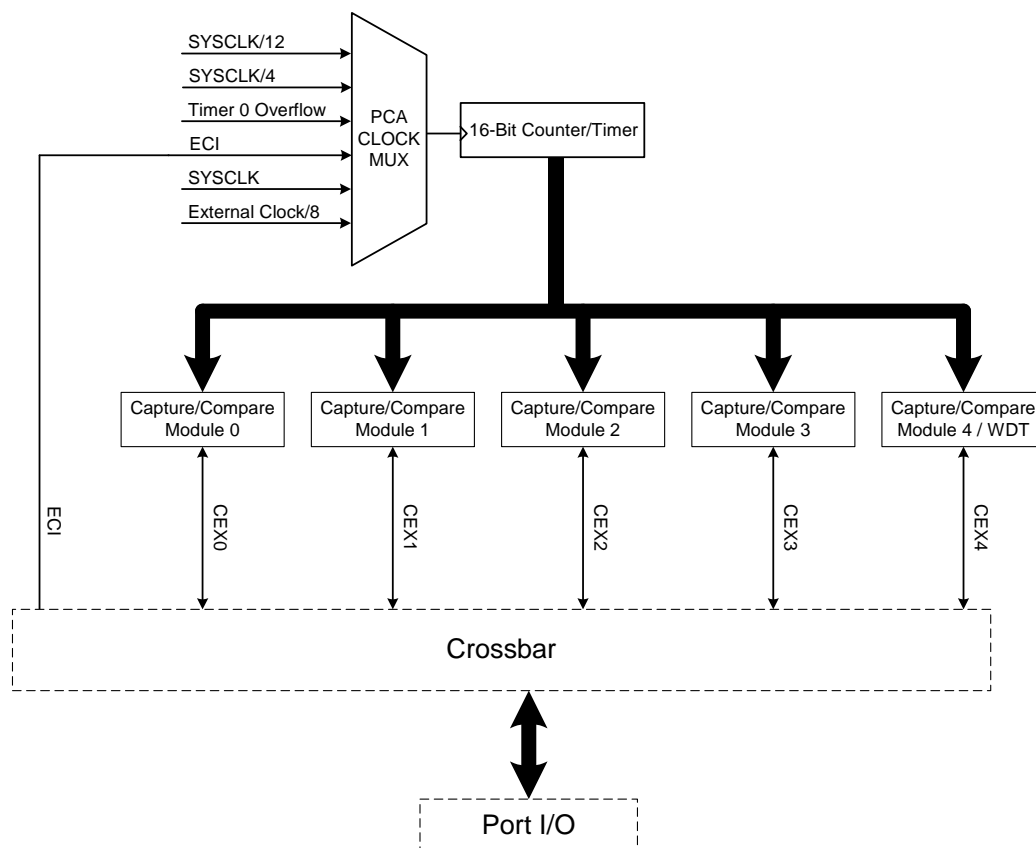 SYSCLK/12
SYSCLK/4
Timer 0 Overflow
ECI
SYSCLK
External Clock/8
PCA
CLOCK
MUX
16-Bit Counter/Timer
Capture/Compare
Module 0
Capture/Compare
Module 1
Capture/Compare
Module 2
Capture/Compare
Module 3
Capture/Compare
Module 4 / WDT
ECI
CEX0
CEX1
CEX2
CEX3
CEX4
Crossbar
Port I/O